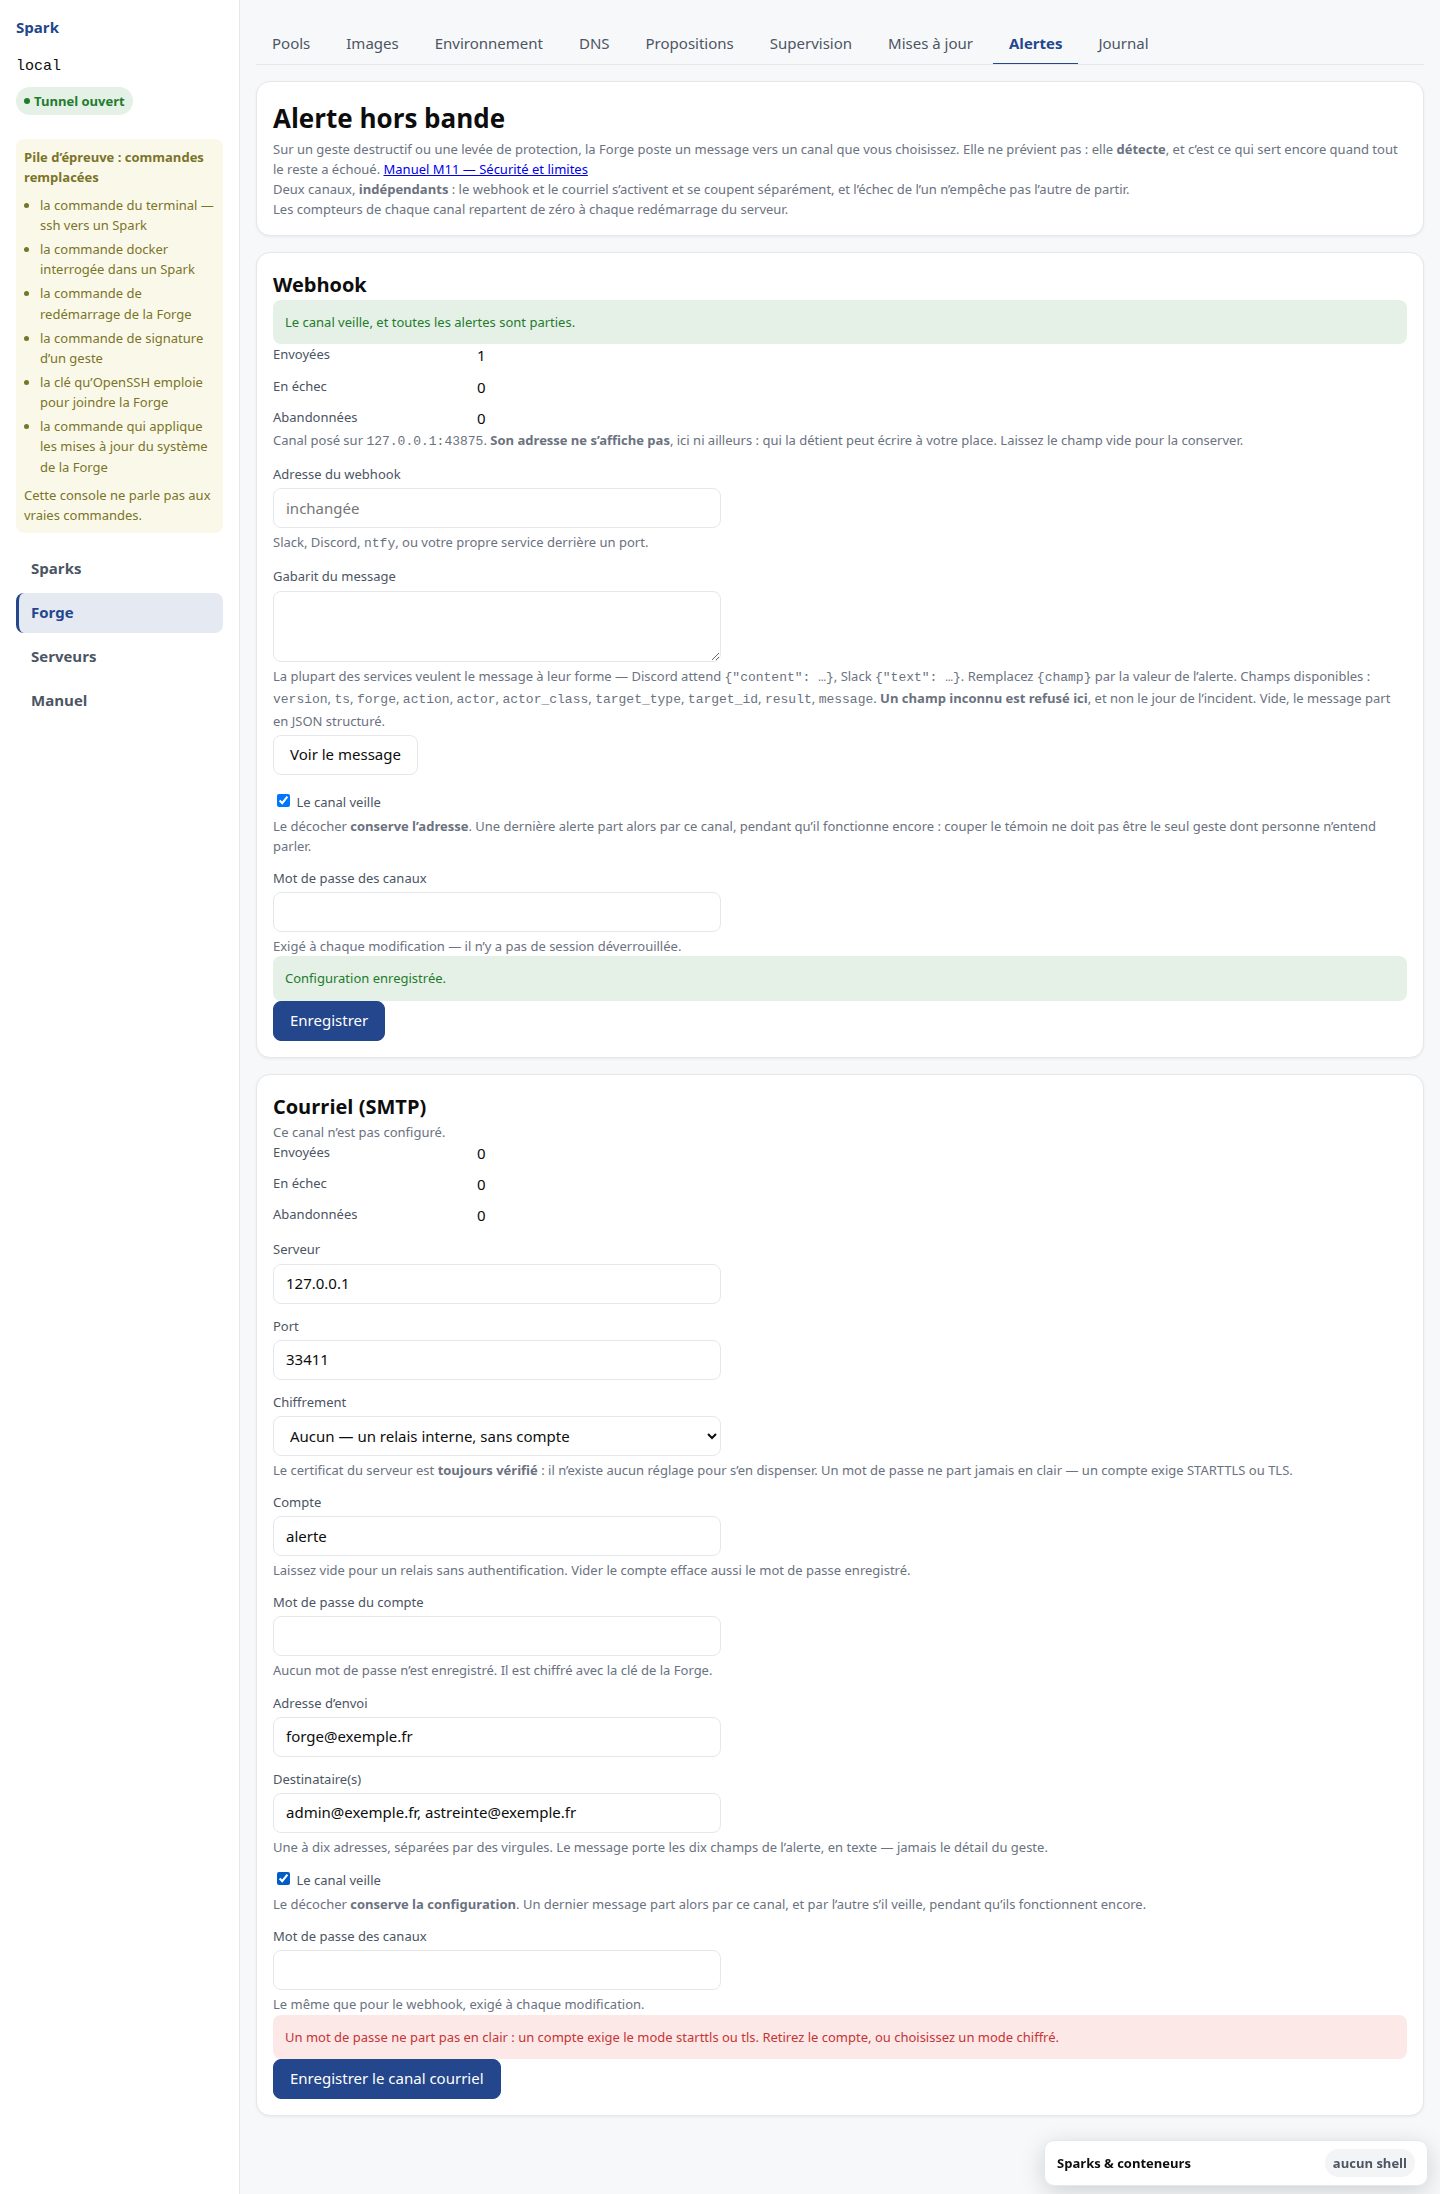 Spark
local
Tunnel ouvert
Pile d’épreuve : commandes
remplacées
la commande du terminal —
ssh vers un Spark
la commande docker
interrogée dans un Spark
la commande de
redémarrage de la Forge
la commande de signature
d’un geste
la clé qu’OpenSSH emploie
pour joindre la Forge
la commande qui applique
les mises à jour du système
de la Forge
Cette console ne parle pas aux
vraies commandes.
Sparks
Forge
Serveurs
Manuel
Pools Images Environnement DNS Propositions Supervision Mises à jour Alertes Journal
Alerte hors bande
Sur un geste destructif ou une levée de protection, la Forge poste un message vers un canal que vous choisissez. Elle ne prévient pas : elle détecte, et c’est ce qui sert encore quand tout
le reste a échoué. Manuel M11 — Sécurité et limites
Deux canaux, indépendants : le webhook et le courriel s’activent et se coupent séparément, et l’échec de l’un n’empêche pas l’autre de partir.
Les compteurs de chaque canal repartent de zéro à chaque redémarrage du serveur.
Webhook
Le canal veille, et toutes les alertes sont parties.
Envoyées 1
En échec 0
Abandonnées 0
Canal posé sur 127.0.0.1:43875. Son adresse ne s’affiche pas, ici ni ailleurs : qui la détient peut écrire à votre place. Laissez le champ vide pour la conserver.
Adresse du webhook
inchangée
Slack, Discord, ntfy, ou votre propre service derrière un port.
Gabarit du message
La plupart des services veulent le message à leur forme — Discord attend {"content": …}, Slack {"text": …}. Remplacez {champ} par la valeur de l’alerte. Champs disponibles :
version, ts, forge, action, actor, actor_class, target_type, target_id, result, message. Un champ inconnu est refusé ici, et non le jour de l’incident. Vide, le message part
en JSON structuré.
Voir le message
Le canal veille
Le décocher conserve l’adresse. Une dernière alerte part alors par ce canal, pendant qu’il fonctionne encore : couper le témoin ne doit pas être le seul geste dont personne n’entend
parler.
Mot de passe des canaux
Exigé à chaque modification — il n’y a pas de session déverrouillée.
Configuration enregistrée.
Enregistrer
Courriel (SMTP)
Ce canal n’est pas configuré.
Envoyées 0
En échec 0
Abandonnées 0
Serveur
127.0.0.1
Port
33411
Chiffrement
Aucun — un relais interne, sans compte
Le certificat du serveur est toujours vérifié : il n’existe aucun réglage pour s’en dispenser. Un mot de passe ne part jamais en clair — un compte exige STARTTLS ou TLS.
Compte
alerte
Laissez vide pour un relais sans authentification. Vider le compte efface aussi le mot de passe enregistré.
Mot de passe du compte
Aucun mot de passe n’est enregistré. Il est chiffré avec la clé de la Forge.
Adresse d’envoi
forge@exemple.fr
Destinataire(s)
admin@exemple.fr, astreinte@exemple.fr
Une à dix adresses, séparées par des virgules. Le message porte les dix champs de l’alerte, en texte — jamais le détail du geste.
Le canal veille
Le décocher conserve la configuration. Un dernier message part alors par ce canal, et par l’autre s’il veille, pendant qu’ils fonctionnent encore.
Mot de passe des canaux
Le même que pour le webhook, exigé à chaque modification.
Un mot de passe ne part pas en clair : un compte exige le mode starttls ou tls. Retirez le compte, ou choisissez un mode chiffré.
Enregistrer le canal courriel
Sparks & conteneurs aucun shell